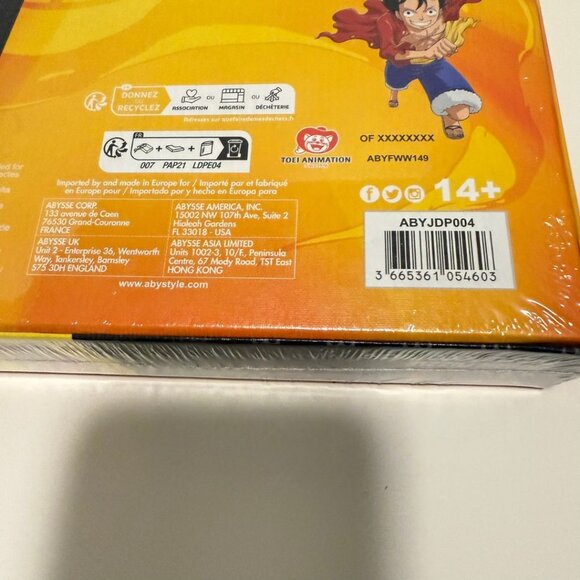 FR
DONNEZ
OU
RECYCLEZ
ASSOCIATION
OU
MAGASIN
OU
DÉCHÈTERIE
Adresses sur quefairedemesdechets.fr
FR
007 PAP21 LDPE04
TOEI ANIMATION
OF XXXXXXXX
ABYFWW149
Imported by and made in Europe for / Importé par et fabriqué
en Europe pour / Importado por y hecho en Europa para
ABYSSE CORP.
133 avenue de Caen
76530 Grand-Couronne
FRANCE
ABYSSE AMERICA, INC.
15002 NW 107th Ave, Suite 2
Hialeah Gardens
FL 33018 - USA
ABYSSE UK
Unit 2 - Enterprise 36, Wentworth
Way, Tankersley, Barnsley
S75 3DH ENGLAND
ABYSSE ASIA LIMITED
Units 1002-3, 10/F., Peninsula
Centre, 67 Mody Road, TST East
HONG KONG
www.abystyle.com
14+
ABYJDP004
3 665361 054603